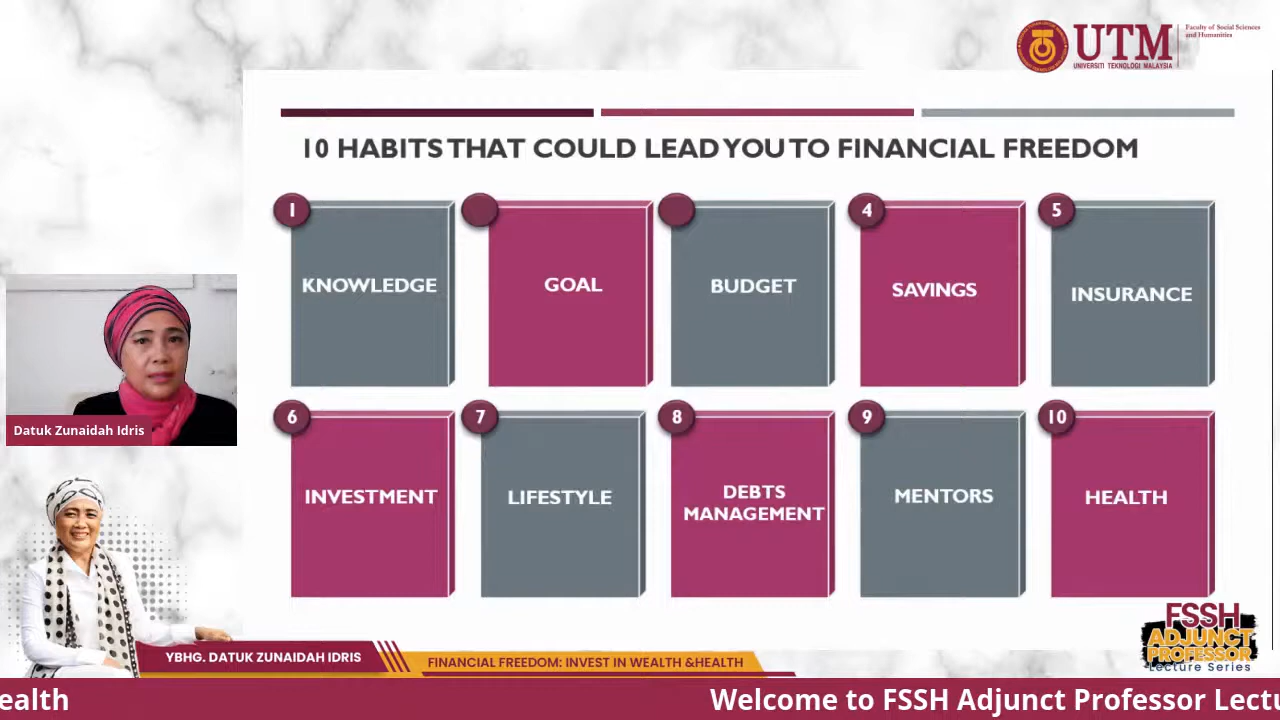 UTM
UNIVERSITI TEKNOLOGI MALAYSIA
Faculty of Social Sciences
and Humanities
10 HABITS THAT COULD LEAD YOU TO FINANCIAL FREEDOM
1
KNOWLEDGE
GOAL
BUDGET
4
SAVINGS
5
INSURANCE
6
INVESTMENT
7
LIFESTYLE
8
DEBTS
MANAGEMENT
9
MENTORS
10
HEALTH
Datuk Zunaidah Idris
YBHG. DATUK ZUNAIDAH IDRIS
FINANCIAL FREEDOM: INVEST IN WEALTH &HEALTH
FSSH
ADJUNCT
PROFESSOR
Lecture Series
ealth
Welcome to FSSH Adjunct Professor Lectu